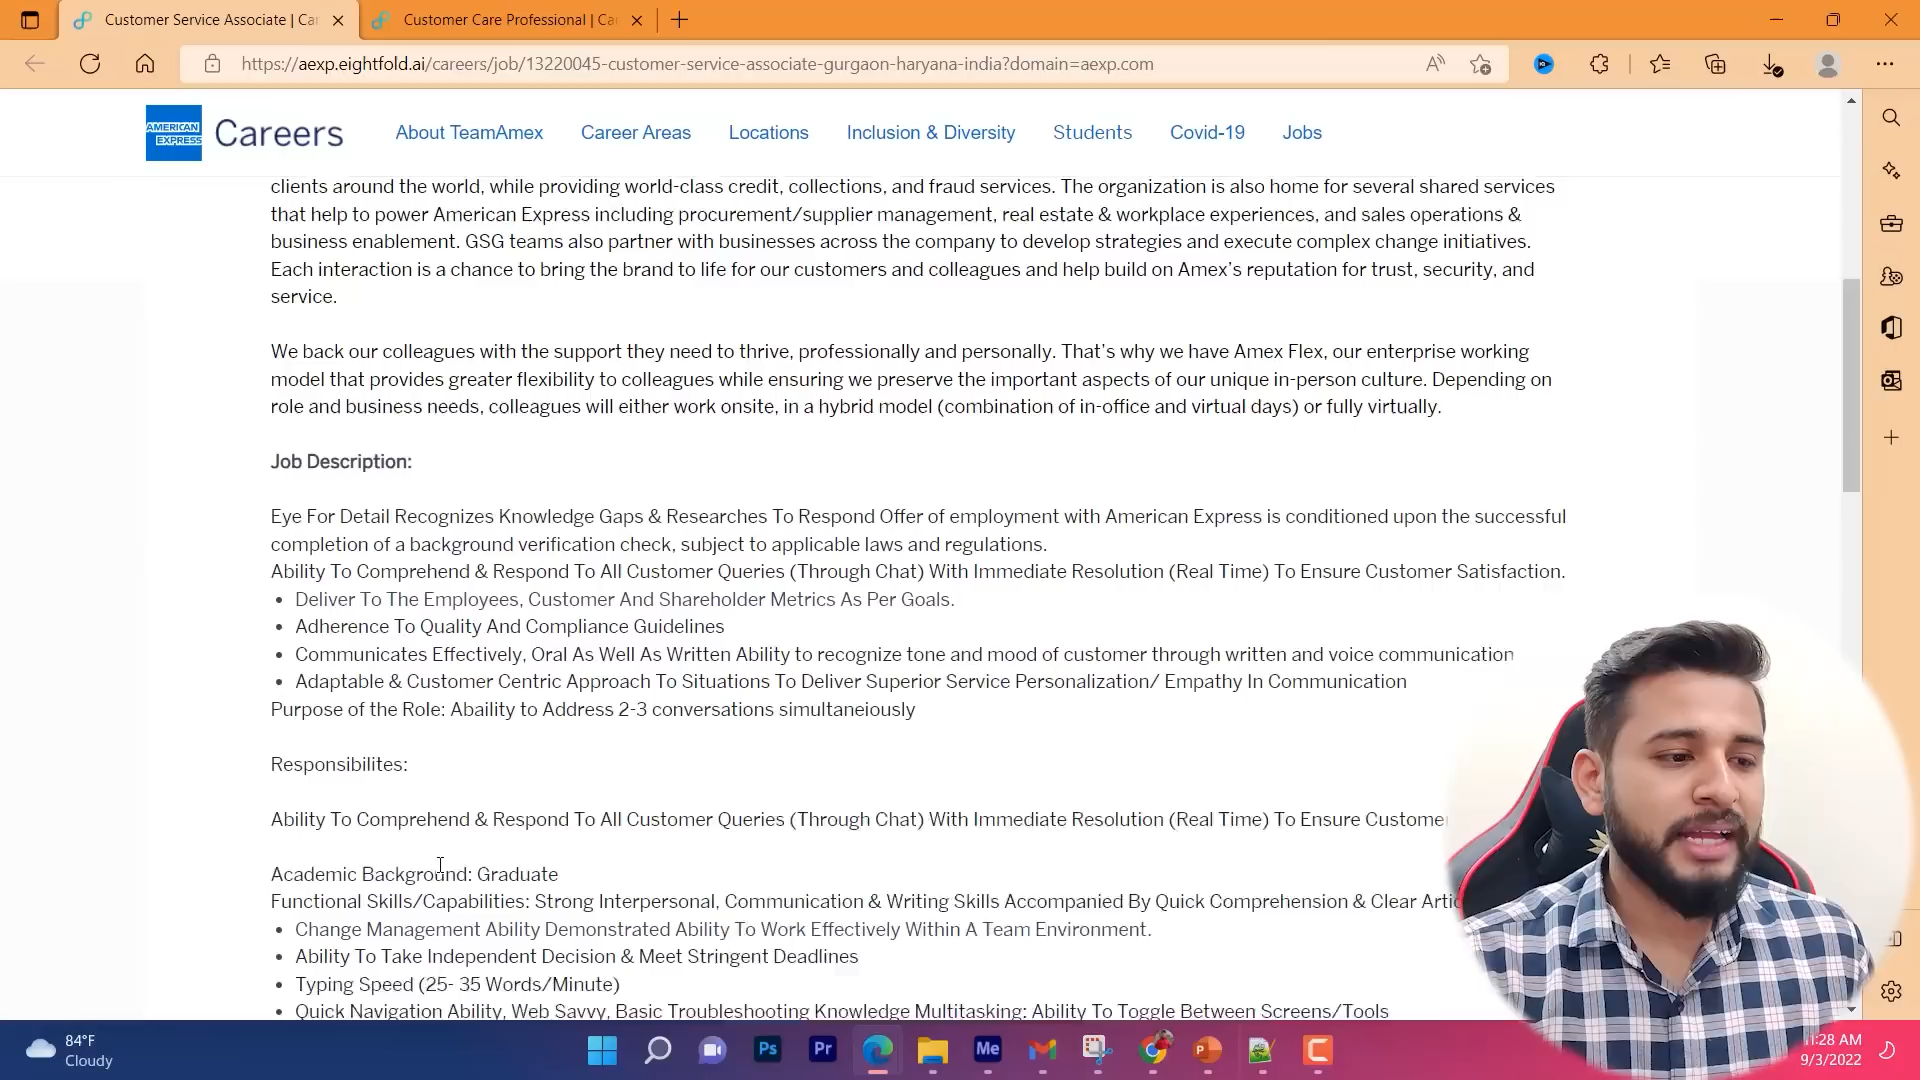 Customer Service Associate | Ca
Customer Care Professional | Ca
https://aexp.eightfold.ai/careers/job/13220045-customer-service-associate-gurgaon-haryana-india?domain=aexp.com
AMERICAN EXPRESS
Careers
About TeamAmex
Career Areas
Locations
Inclusion & Diversity
Students
Covid-19
Jobs
clients around the world, while providing world-class credit, collections, and fraud services. The organization is also home for several shared services
that help to power American Express including procurement/supplier management, real estate & workplace experiences, and sales operations &
business enablement. GSG teams also partner with businesses across the company to develop strategies and execute complex change initiatives.
Each interaction is a chance to bring the brand to life for our customers and colleagues and help build on Amex's reputation for trust, security, and
service.
We back our colleagues with the support they need to thrive, professionally and personally. That's why we have Amex Flex, our enterprise working
model that provides greater flexibility to colleagues while ensuring we preserve the important aspects of our unique in-person culture. Depending on
role and business needs, colleagues will either work onsite, in a hybrid model (combination of in-office and virtual days) or fully virtually.
Job Description:
Eye For Detail Recognizes Knowledge Gaps & Researches To Respond Offer of employment with American Express is conditioned upon the successful
completion of a background verification check, subject to applicable laws and regulations.
Ability To Comprehend & Respond To All Customer Queries (Through Chat) With Immediate Resolution (Real Time) To Ensure Customer Satisfaction.
• Deliver To The Employees, Customer And Shareholder Metrics As Per Goals.
• Adherence To Quality And Compliance Guidelines
• Communicates Effectively, Oral As Well As Written Ability to recognize tone and mood of customer through written and voice communication
• Adaptable & Customer Centric Approach To Situations To Deliver Superior Service Personalization/ Empathy In Communication
Purpose of the Role: Abaility to Address 2-3 conversations simultaneiously
Responsibilites:
Ability To Comprehend & Respond To All Customer Queries (Through Chat) With Immediate Resolution (Real Time) To Ensure Custome
Academic Background: Graduate
Functional Skills/Capabilities: Strong Interpersonal, Communication & Writing Skills Accompanied By Quick Comprehension & Clear Artic
• Change Management Ability Demonstrated Ability To Work Effectively Within A Team Environment.
• Ability To Take Independent Decision & Meet Stringent Deadlines
• Typing Speed (25- 35 Words/Minute)
• Quick Navigation Ability, Web Savvy, Basic Troubleshooting Knowledge Multitasking: Ability To Toggle Between Screens/Tools
84°F
Cloudy
Ps
Pr
Me
11:28 AM
9/3/2022